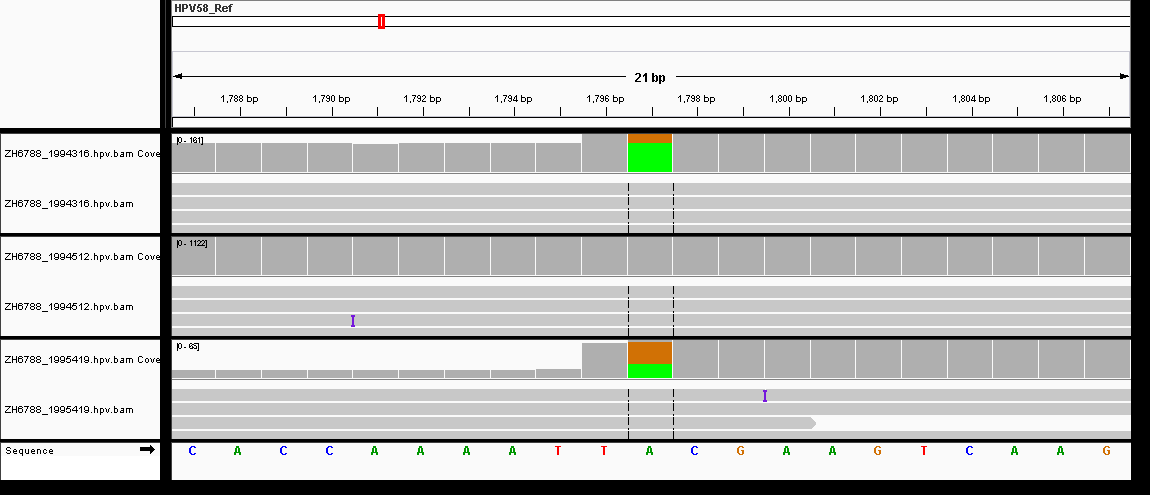 HPV58_Ref
21 bp
1,788 bp 1,790 bp 1,792 bp 1,794 bp 1,796 bp 1,798 bp 1,800 bp 1,802 bp 1,804 bp 1,806 bp
[0 - 161]
ZH6788_1994316.hpv.bam Cove
ZH6788_1994316.hpv.bam
[0 - 1122]
ZH6788_1994512.hpv.bam Cove
ZH6788_1994512.hpv.bam
[0 - 65]
ZH6788_1995419.hpv.bam Cove
ZH6788_1995419.hpv.bam
Sequence C A C C A A A A T T A C G A A G T C A A G